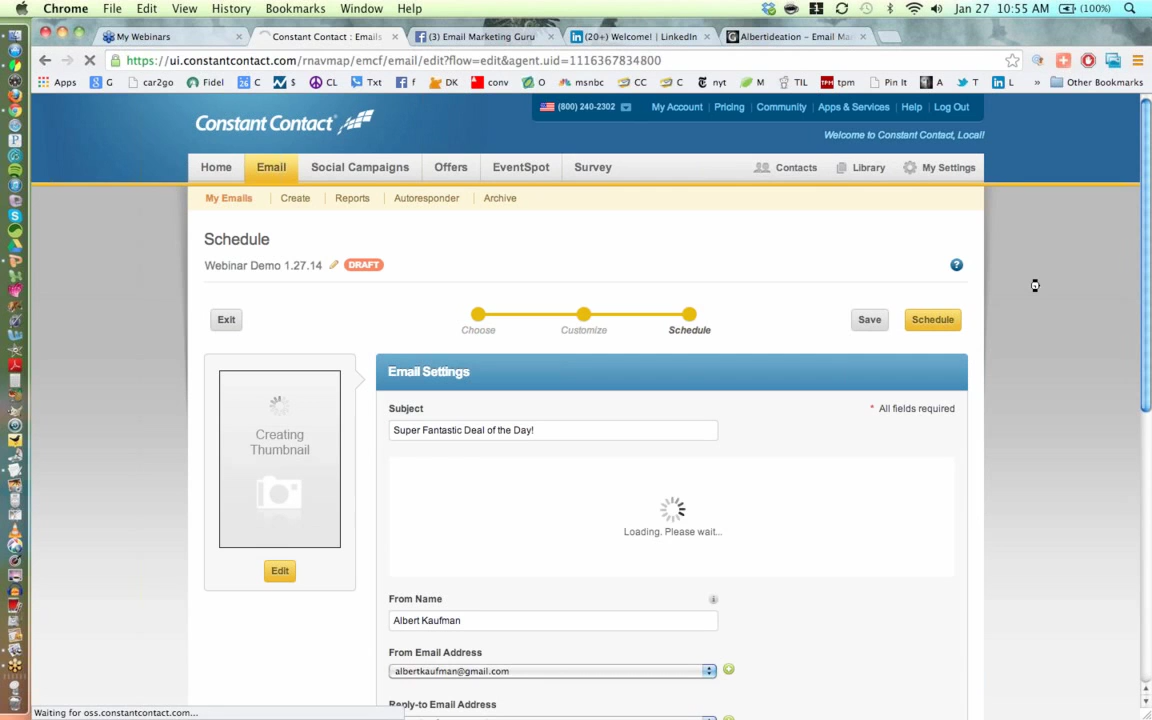 Chrome File Edit View History Bookmarks Window Help Jan 27 10:55 AM (100%)
My Webinars Constant Contact : Emails (3) Email Marketing Guru (20+) Welcome! | LinkedIn Albertideation – Email Ma
https://ui.constantcontact.com/rnavmap/emcf/email/edit?flow=edit&agent.uid=1116367834800
Apps G car2go Fidel C S CL Txt f DK conv O msnbc CC C nyt M TIL tpm Pin It A T L » Other Bookmarks
Constant Contact
(800) 240-2302 My Account Pricing Community Apps & Services Help Log Out
Welcome to Constant Contact, Local!
Home Email Social Campaigns Offers EventSpot Survey Contacts Library My Settings
My Emails Create Reports Autoresponder Archive
Schedule
Webinar Demo 1.27.14 DRAFT ?
Exit Choose Customize Schedule Save Schedule
Email Settings
Subject * All fields required
Super Fantastic Deal of the Day!
Creating
Thumbnail
Loading. Please wait...
Edit
From Name
Albert Kaufman
From Email Address
albertkaufman@gmail.com
Reply-to Email Address
Waiting for oss.constantcontact.com...